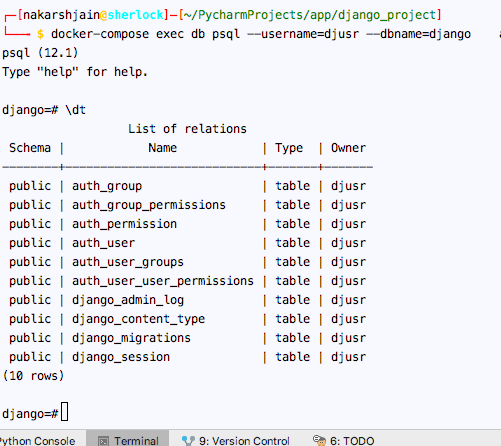 [nakarshjain@sherlock]-[~/PycharmProjects/app/django_project]
$ docker-compose exec db psql --username=djusr --dbname=django
psql (12.1)
Type "help" for help.
django=# \dt
List of relations
Schema | Name | Type | Owner
--------+----------------------------+-------+-------
public | auth_group | table | djusr
public | auth_group_permissions | table | djusr
public | auth_permission | table | djusr
public | auth_user | table | djusr
public | auth_user_groups | table | djusr
public | auth_user_user_permissions | table | djusr
public | django_admin_log | table | djusr
public | django_content_type | table | djusr
public | django_migrations | table | djusr
public | django_session | table | djusr
(10 rows)
django=#
Python Console Terminal 9: Version Control 6: TODO